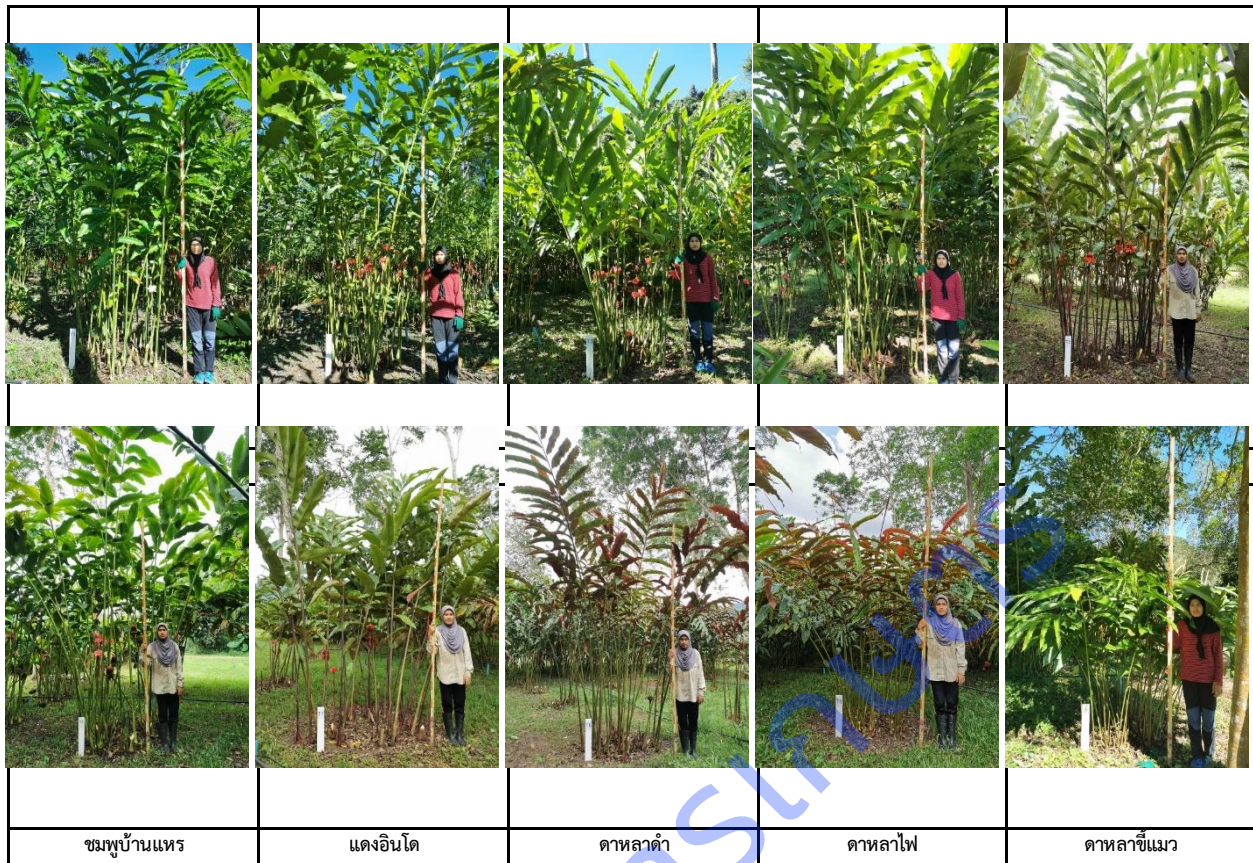 ชมพูบ้านแหร
แดงอินโด
ดาหลาดำ
ดาหลาไฟ
ดาหลาขี้แมว